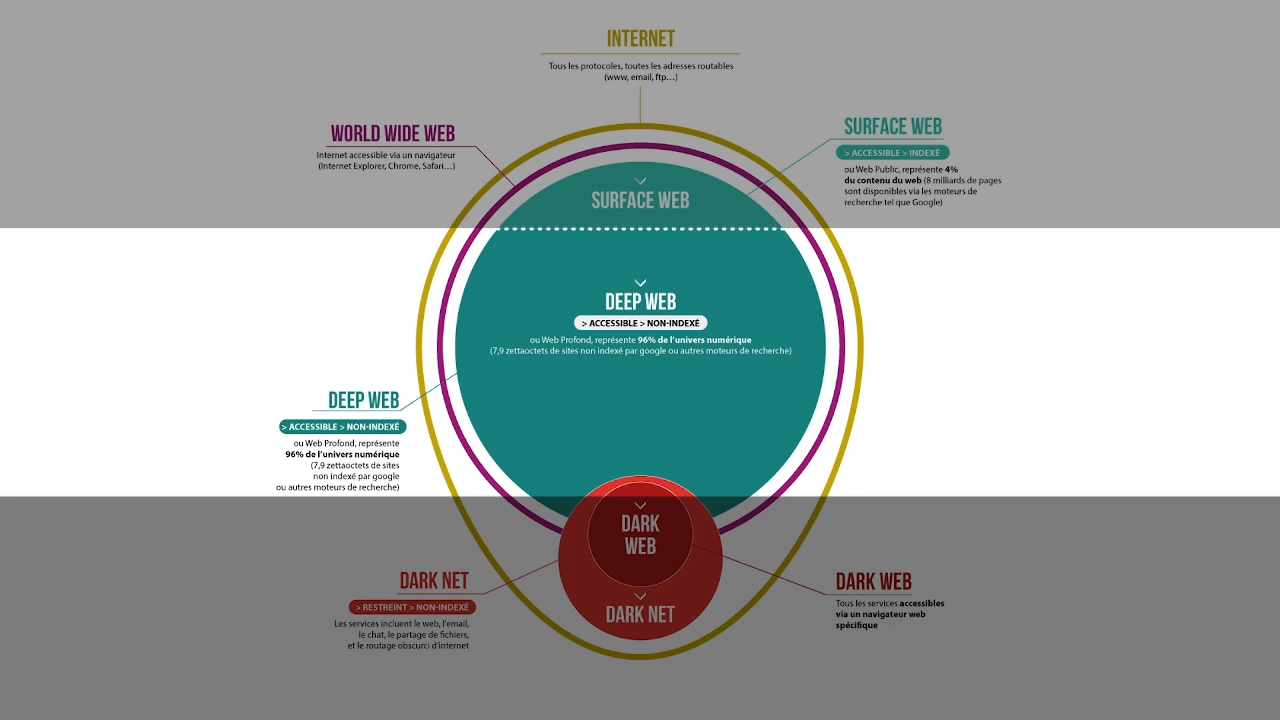 INTERNET
Tous les protocoles, toutes les adresses routables
(www, email, ftp...)
WORLD WIDE WEB
Internet accessible via un navigateur
(Internet Explorer, Chrome, Safari...)
SURFACE WEB
> ACCESSIBLE > INDEXÉ
ou Web Public, représente 4%
du contenu du web (8 milliards de pages
sont disponibles via les moteurs de
recherche tel que Google)
SURFACE WEB
DEEP WEB
> ACCESSIBLE > NON-INDEXÉ
ou Web Profond, représente 96% de l'univers numérique
(7,9 zettaoctets de sites non indexé par google ou autres moteurs de recherche)
DEEP WEB
> ACCESSIBLE > NON-INDEXÉ
ou Web Profond, représente
96% de l'univers numérique
(7,9 zettaoctets de sites
non indexé par google
ou autres moteurs de recherche)
DARK
WEB
DARK NET
DARK NET
> RESTREINT > NON-INDEXÉ
Les services incluent le web, l'email,
le chat, le partage de fichiers,
et le routage obscurci d'internet
DARK WEB
Tous les services accessibles
via un navigateur web
spécifique